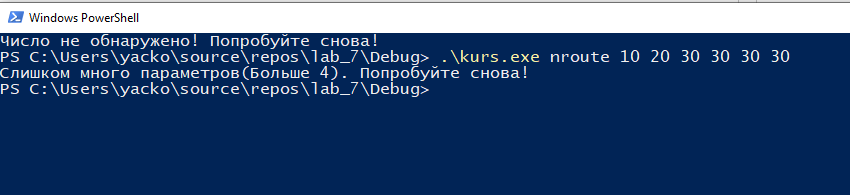 Windows PowerShell
Число не обнаружено! Попробуйте снова!
PS C:\Users\yacko\source\repos\lab_7\Debug> .\kurs.exe nroute 10 20 30 30 30 30
Слишком много параметров(Больше 4). Попробуйте снова!
PS C:\Users\yacko\source\repos\lab_7\Debug>